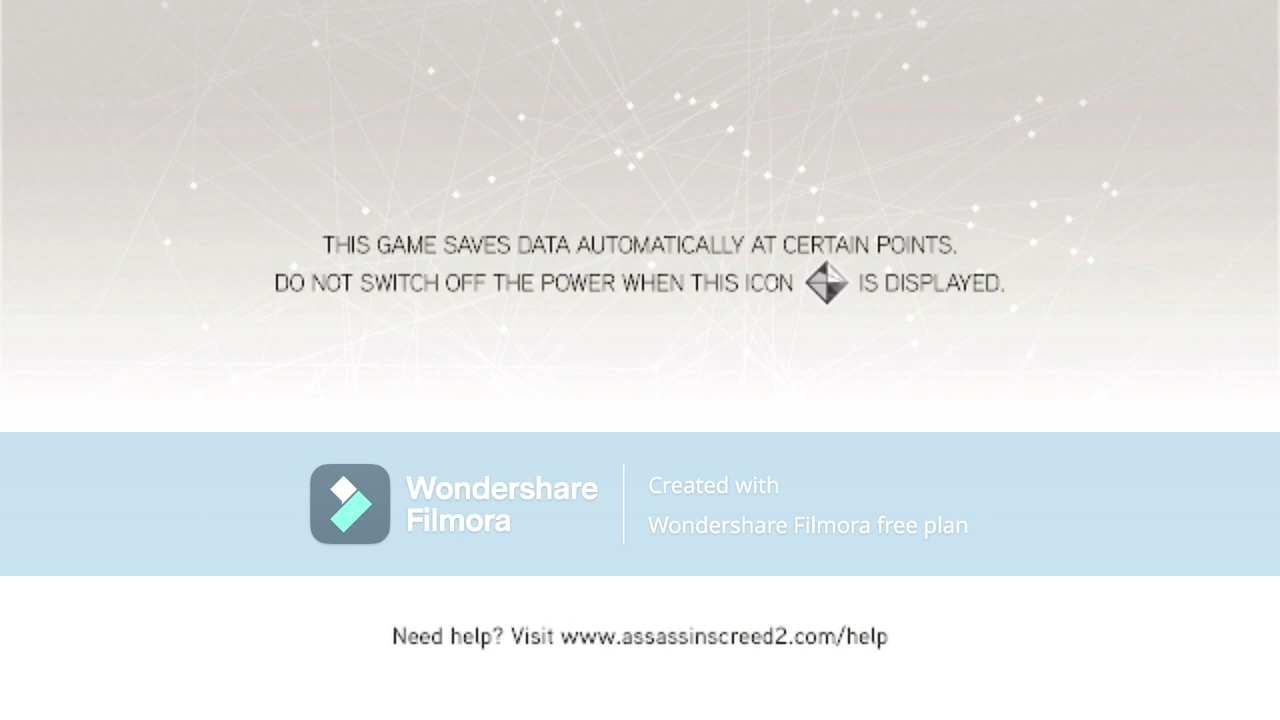 THIS GAME SAVES DATA AUTOMATICALLY AT CERTAIN POINTS.
DO NOT SWITCH OFF THE POWER WHEN THIS ICON IS DISPLAYED.
Wondershare
Filmora
Created with
Wondershare Filmora free plan
Need help? Visit www.assassinscreed2.com/help